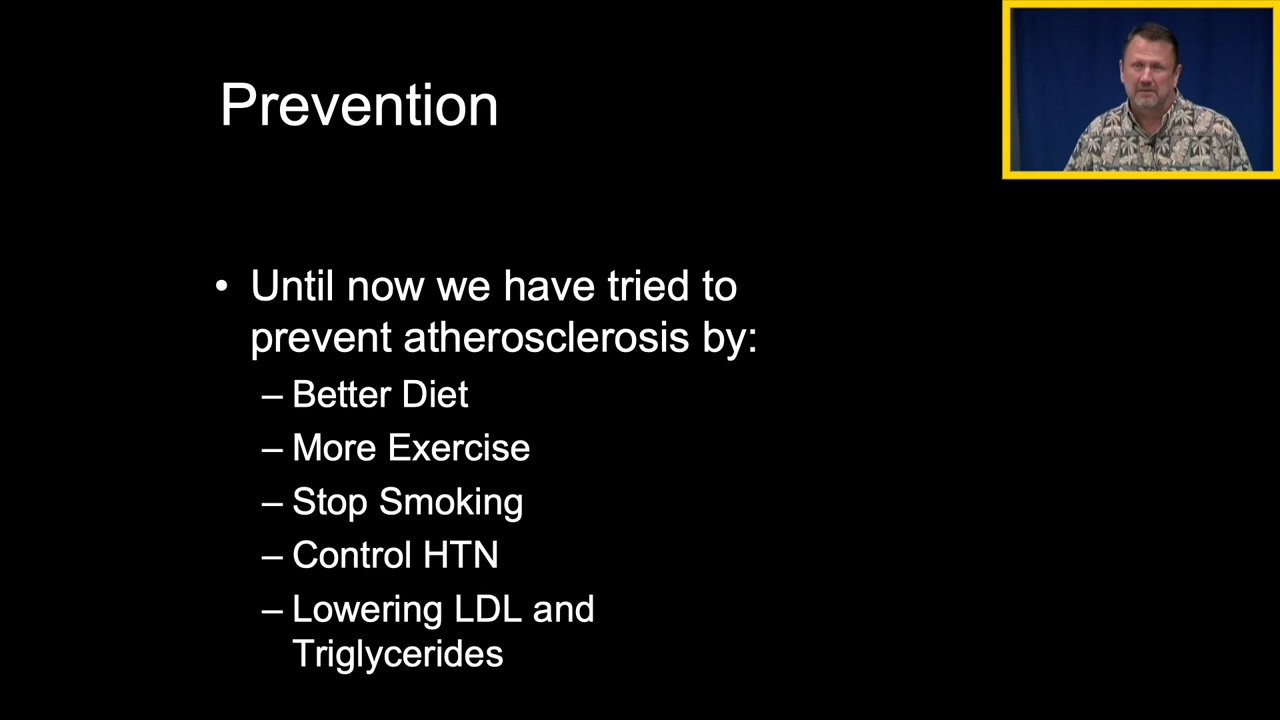 Prevention
• Until now we have tried to
prevent atherosclerosis by:
– Better Diet
– More Exercise
– Stop Smoking
– Control HTN
– Lowering LDL and
Triglycerides